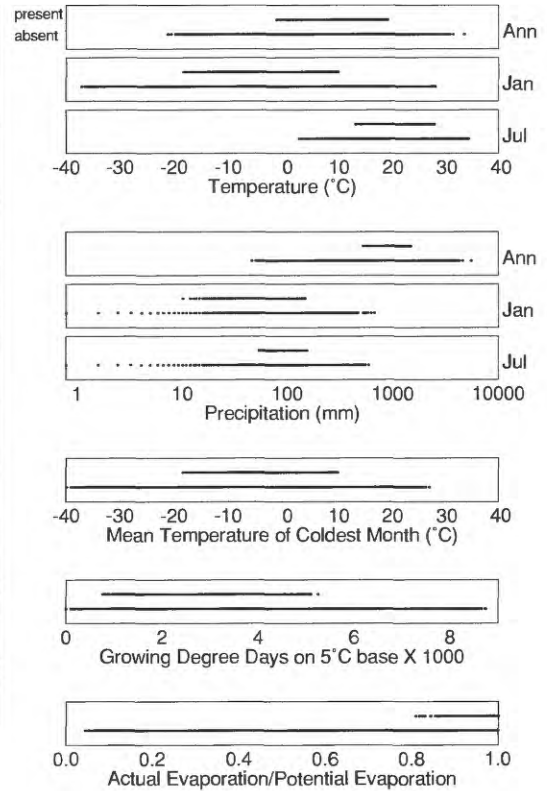 present
absent
Ann
Jan
Jul
-40 -30 -20 -10 0 10 20 30 40
Temperature (˚C)
Ann
Jan
Jul
1 10 100 1000 10000
Precipitation (mm)
-40 -30 -20 -10 0 10 20 30 40
Mean Temperature of Coldest Month (˚C)
0 2 4 6 8
Growing Degree Days on 5˚C base X 1000
0.0 0.2 0.4 0.6 0.8 1.0
Actual Evaporation/Potential Evaporation